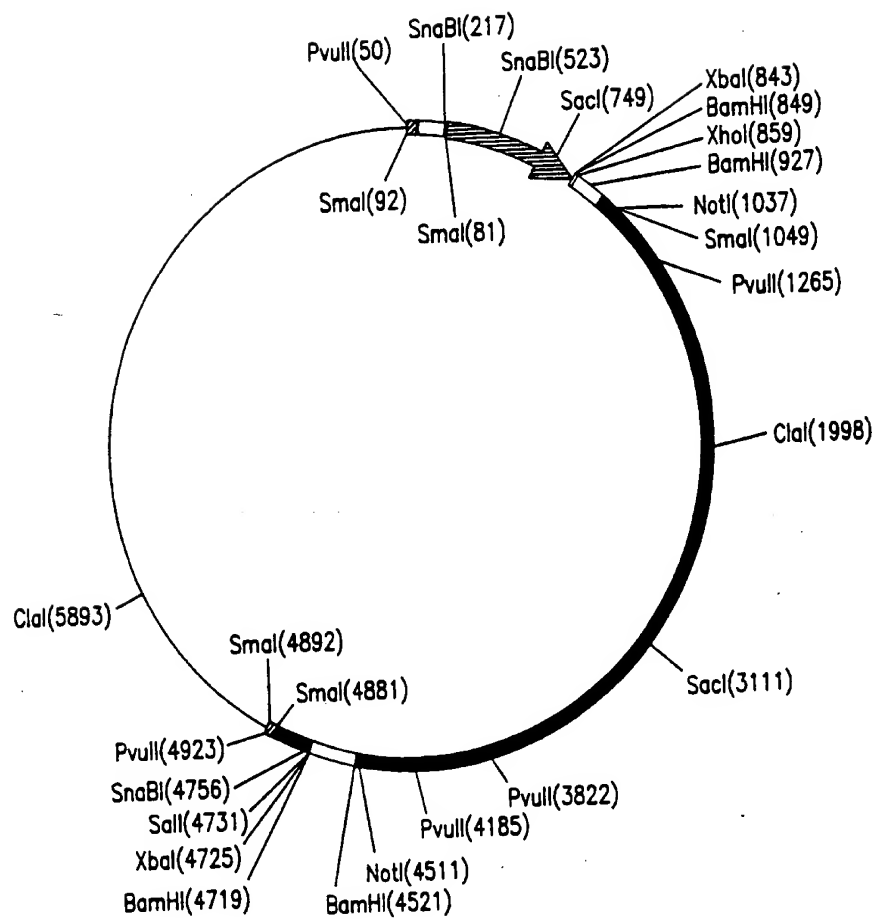 SnaBI(217)
PvuII(50)
SnaBI(523)
SacI(749)
XbaI(843)
BamHI(849)
XhoI(859)
BamHI(927)
NotI(1037)
SmaI(1049)
SmaI(92)
SmaI(81)
PvuII(1265)
ClaI(1998)
ClaI(5893)
SmaI(4892)
SmaI(4881)
SacI(3111)
PvuII(4923)
SnaBI(4756)
SalI(4731)
XbaI(4725)
BamHI(4719)
PvuII(3822)
PvuII(4185)
NotI(4511)
BamHI(4521)